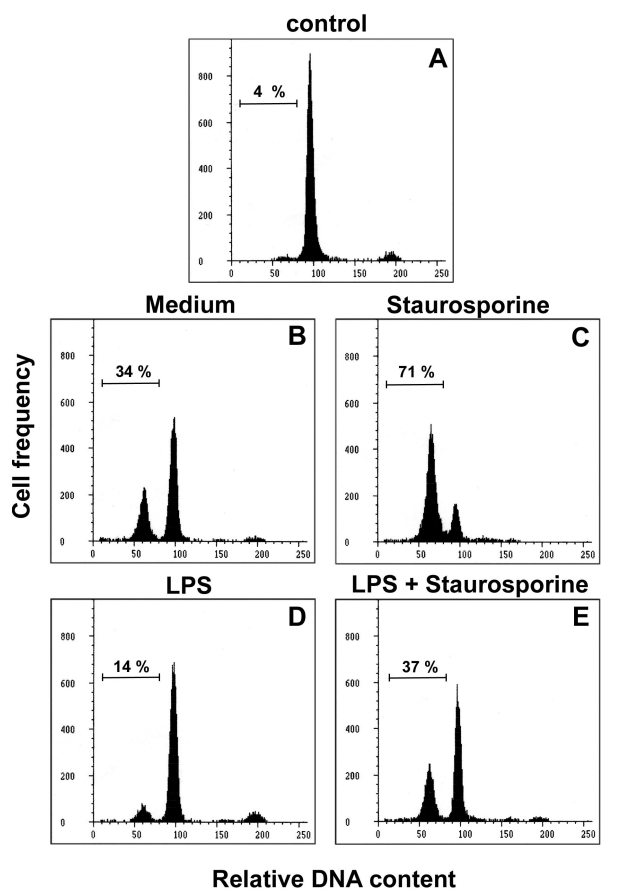 control
A
4 %
800
600
400
200
0
0 50 100 150 200 250
Medium Staurosporine
B
34 %
800
600
400
200
0
0 50 100 150 200 250
C
71 %
800
600
400
200
0
0 50 100 150 200 250
Cell frequency
LPS LPS + Staurosporine
D
14 %
800
600
400
200
0
0 50 100 150 200 250
E
37 %
800
600
400
200
0
0 50 100 150 200 250
Relative DNA content